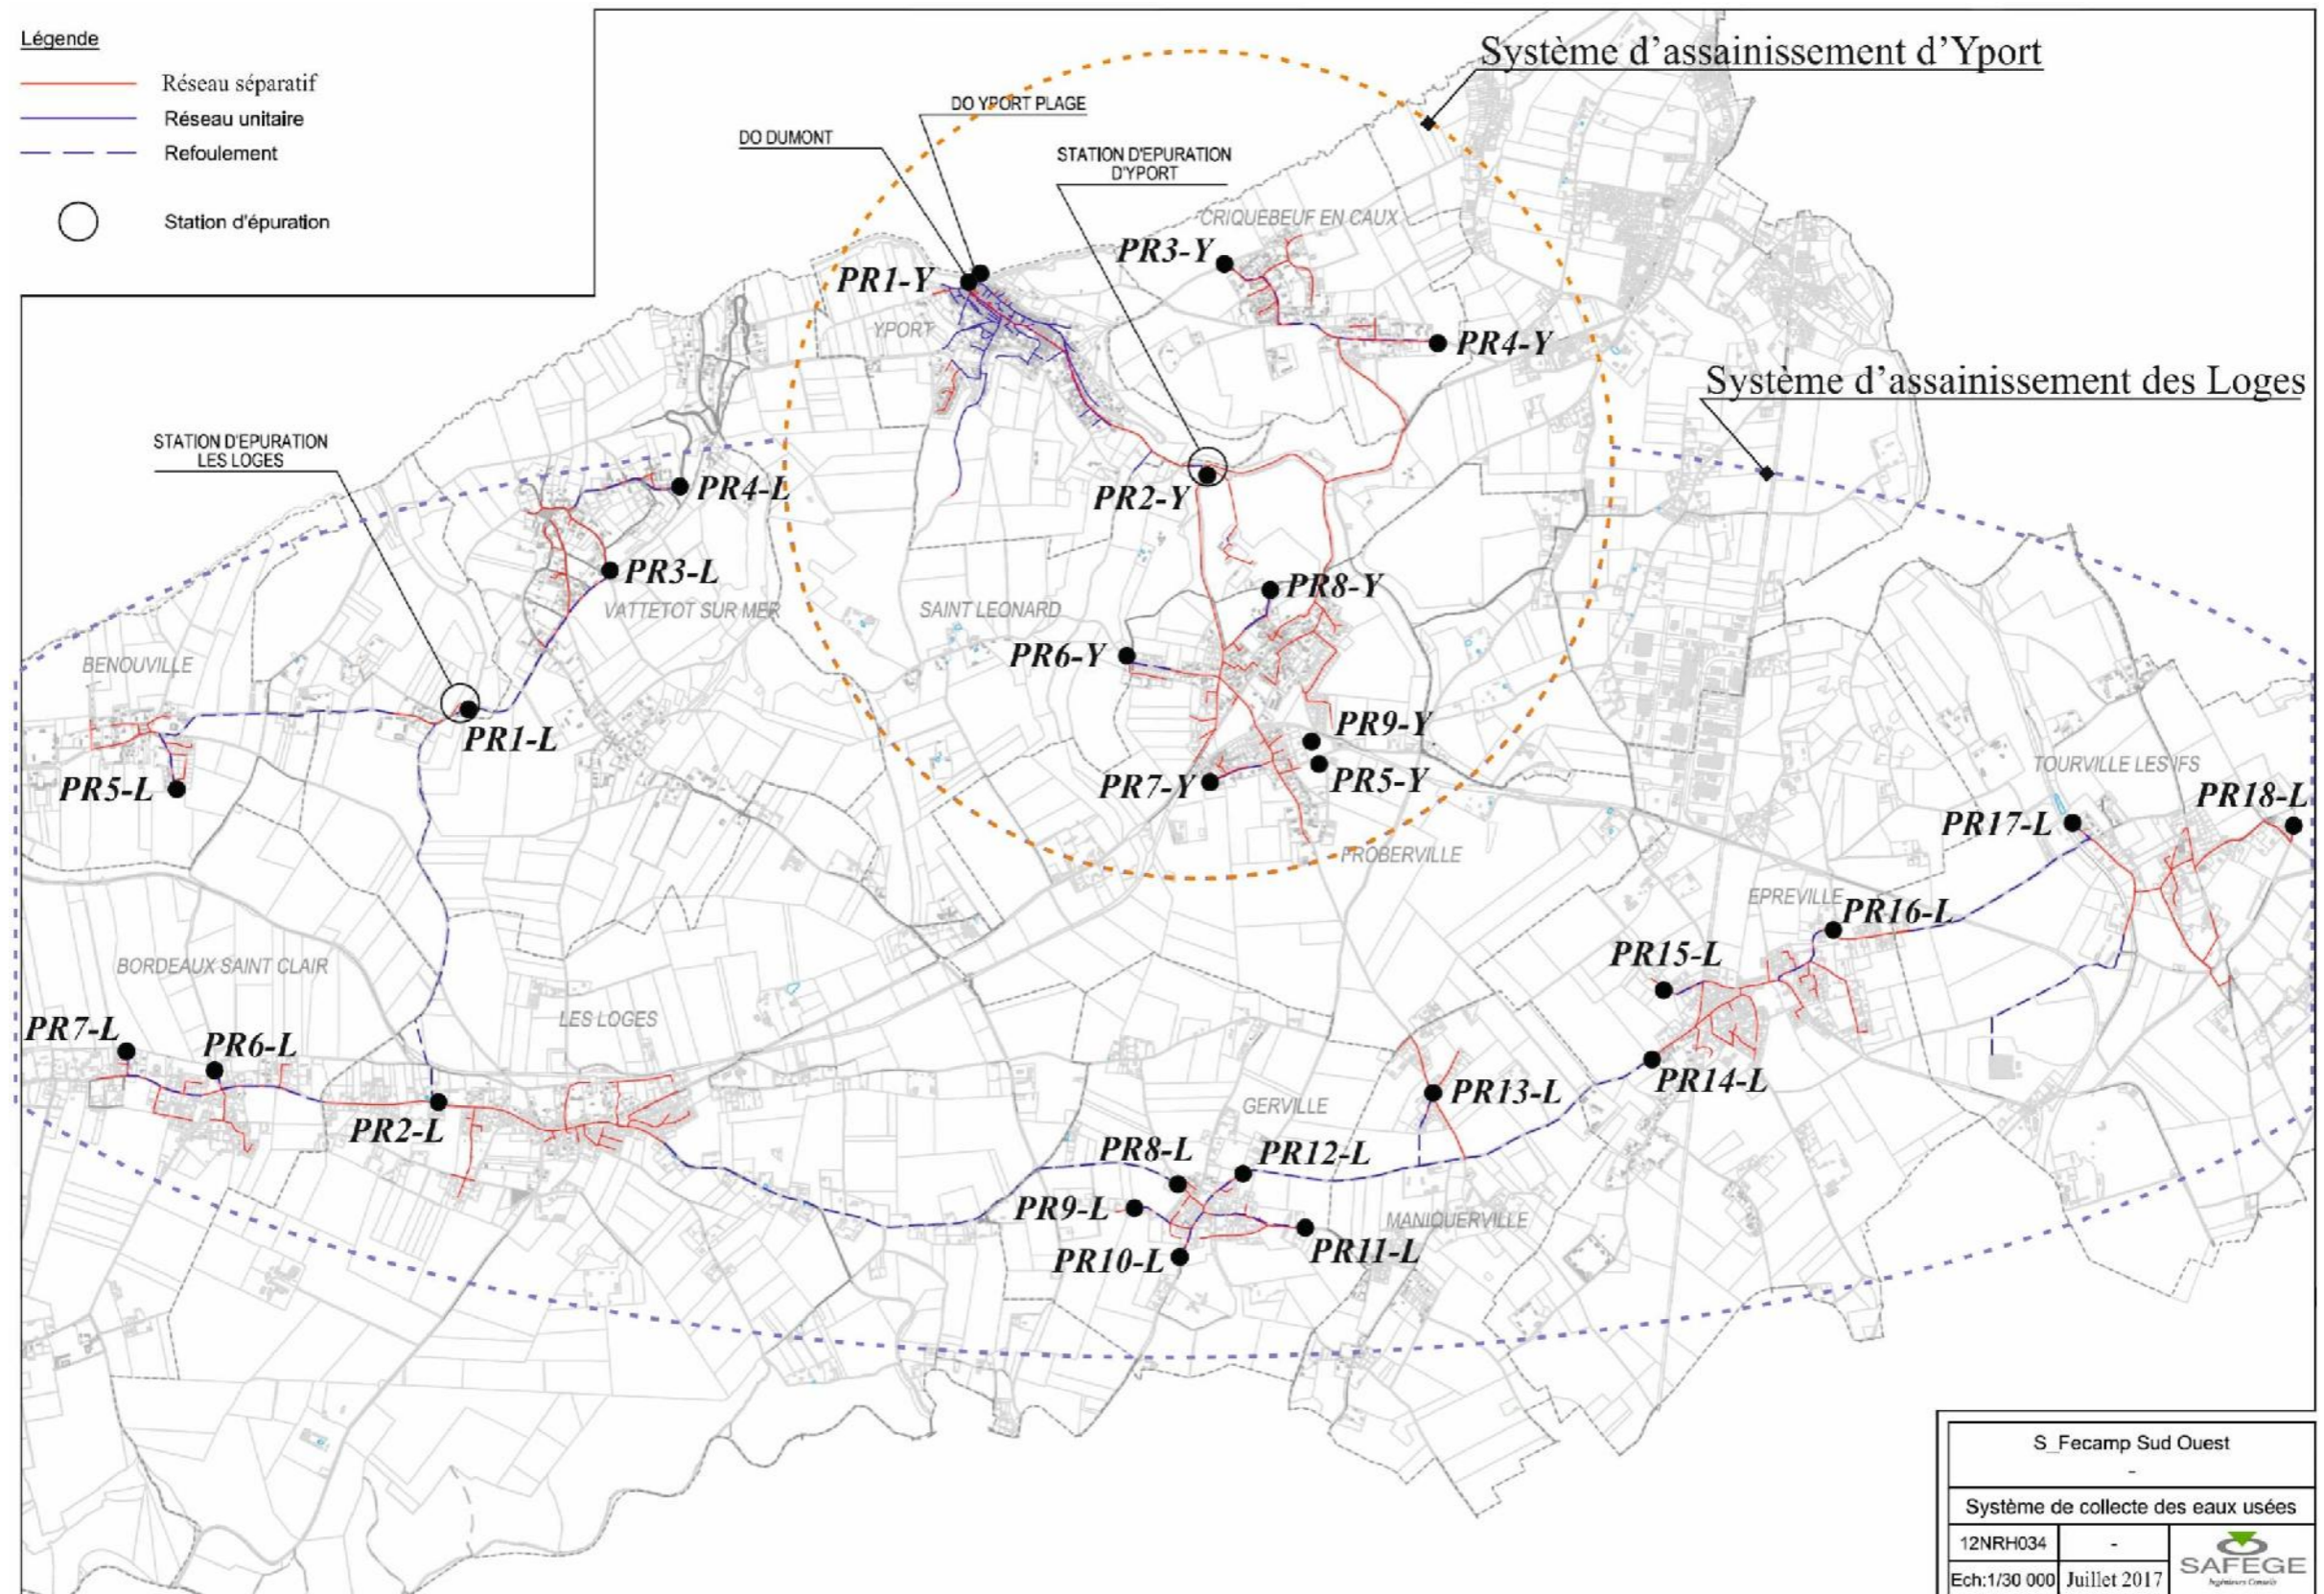 Légende
Réseau séparatif
Réseau unitaire
Refoulement
Station d'épuration
Système d'assainissement d'Yport
DO YPORT PLAGE
DO DUMONT
STATION D'EPURATION
D'YPORT
CRIQUEBEUF EN CAUX
PR3-Y
PR1-Y
YPORT
PR4-Y
Système d'assainissement des Loges
STATION D'EPURATION
LES LOGES
PR4-L
PR2-Y
PR3-L
VATTETOT SUR MER
SAINT LEONARD
PR8-Y
PR6-Y
BENOUVILLE
PR1-L
PR9-Y
PR5-L
PR7-Y
PR5-Y
TOURVILLE LES IFS
PR18-L
PR17-L
FROBERVILLE
EPREVILLE
PR16-L
BORDEAUX SAINT CLAIR
PR15-L
LES LOGES
PR7-L
PR6-L
PR14-L
PR13-L
GERVILLE
PR2-L
PR8-L
PR12-L
PR9-L
MANIQUERVILLE
PR10-L
PR11-L
S_Fecamp Sud Ouest
-
Système de collecte des eaux usées
12NRH034
-
SAFEGE
Ingénieurs Conseils
Ech:1/30 000
Juillet 2017